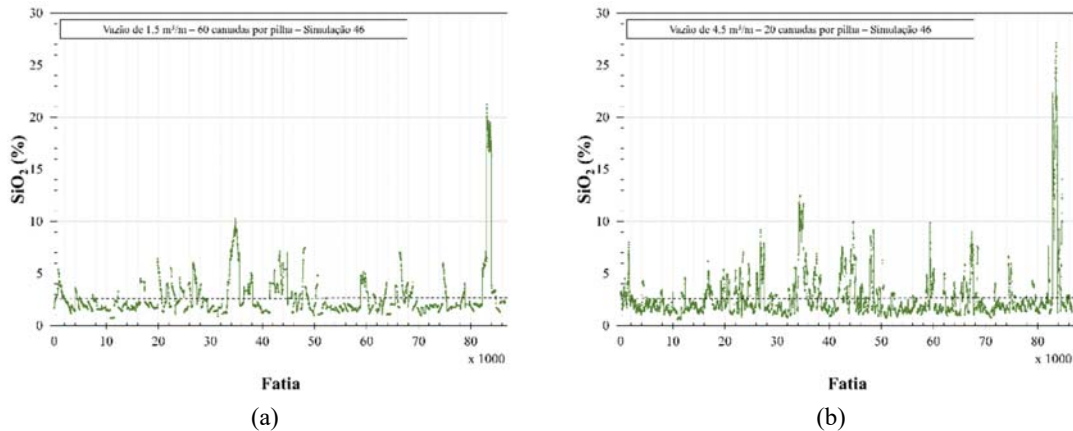 Vazão de 1.5 m³/m – 60 camadas por pilha – Simulação 46
30
25
20
15
10
5
0
SiO₂ (%)
0 10 20 30 40 50 60 70 80
x 1000
Fatia
(a)
Vazão de 4.5 m³/m – 20 camadas por pilha – Simulação 46
30
25
20
15
10
5
0
SiO₂ (%)
0 10 20 30 40 50 60 70 80
x 1000
Fatia
(b)